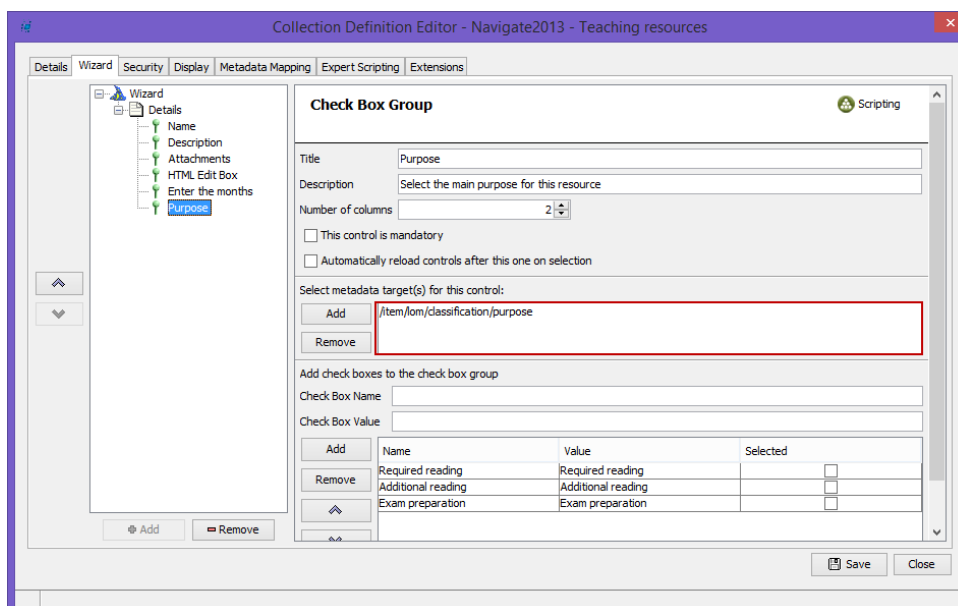 Collection Definition Editor - Navigate2013 - Teaching resources
Details Wizard Security Display Metadata Mapping Expert Scripting Extensions
Wizard
Details
Name
Description
Attachments
HTML Edit Box
Enter the months
Purpose
Add Remove
Check Box Group Scripting
Title Purpose
Description Select the main purpose for this resource
Number of columns 2
This control is mandatory
Automatically reload controls after this one on selection
Select metadata target(s) for this control:
Add /item/lom/classification/purpose
Remove
Add check boxes to the check box group
Check Box Name
Check Box Value
Add Name Value Selected
Remove Required reading Required reading
Additional reading Additional reading
Exam preparation Exam preparation
Save Close